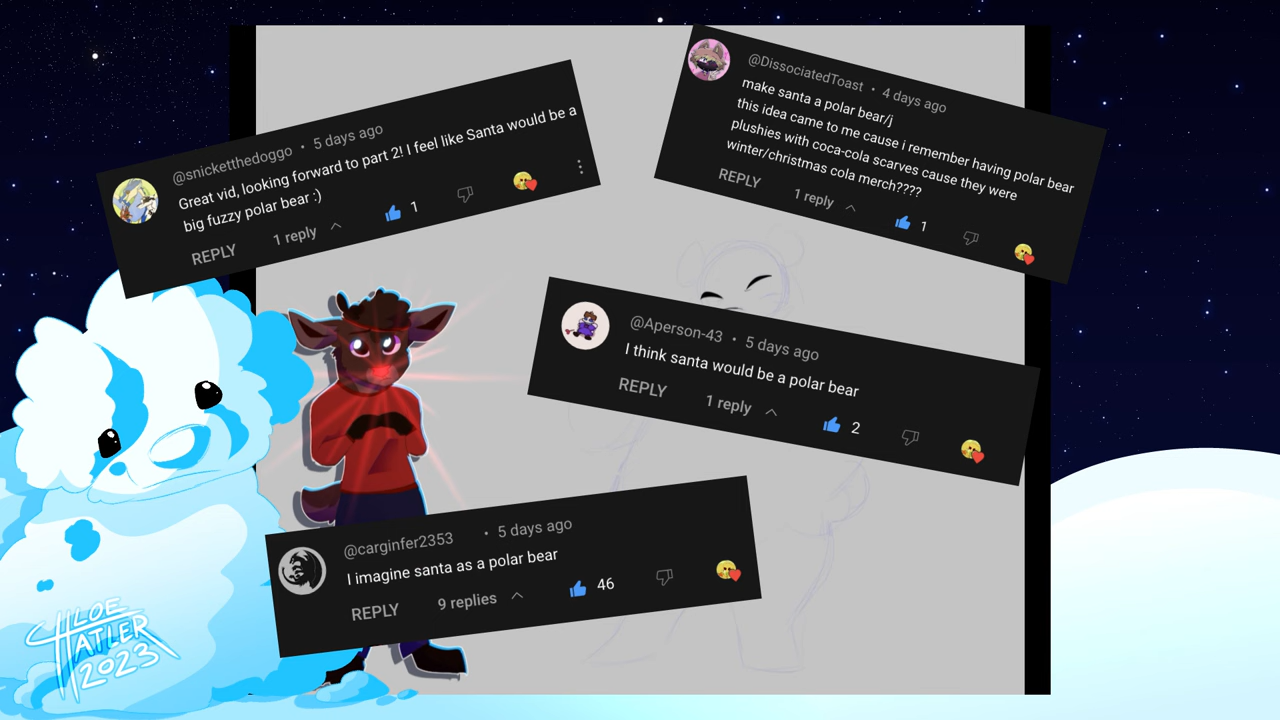 @snicketthedoggo • 5 days ago
Great vid, looking forward to part 2! I feel like Santa would be a
big fuzzy polar bear :)
REPLY 1 reply 1
@DissociatedToast • 4 days ago
make santa a polar bear/j
this idea came to me cause i remember having polar bear
plushies with coca-cola scarves cause they were
winter/christmas cola merch????
REPLY 1 reply 1
@Aperson-43 • 5 days ago
I think santa would be a polar bear
REPLY 1 reply 2
@carginfer2353 • 5 days ago
I imagine santa as a polar bear
REPLY 9 replies 46
CHLOE
HATLER
2023